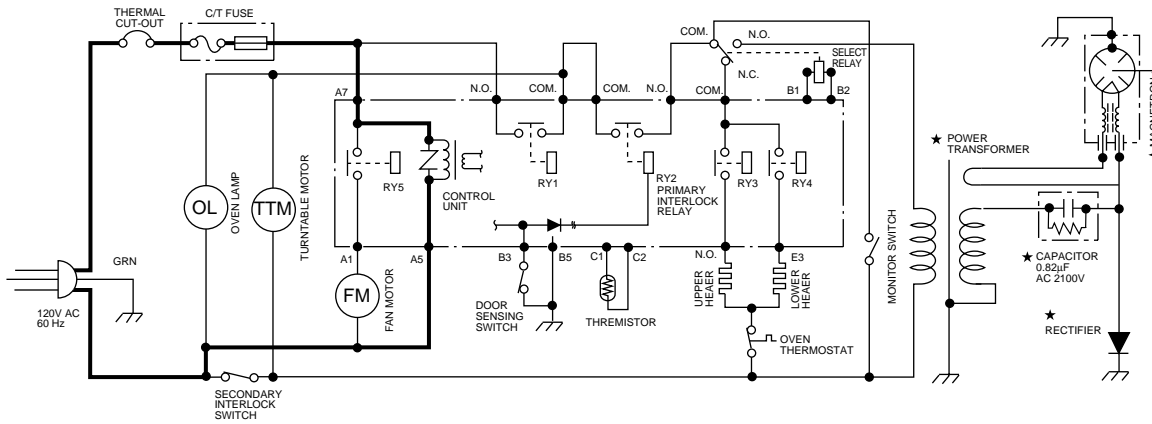 THERMAL
CUT-OUT
C/T FUSE
COM.
N.O.
SELECT
RELAY
N.C.
A7
N.O.
COM.
COM.
N.O.
COM.
B1
B2
★ POWER
TRANSFORMER
OL
OVEN LAMP
TTM
TURNTABLE MOTOR
RY5
CONTROL
UNIT
RY1
RY2
PRIMARY
INTERLOCK
RELAY
RY3
RY4
MONITOR SWITCH
GRN
A1
A5
B3
B5
C1
C2
N.O.
E3
★ CAPACITOR
0.82µF
AC 2100V
120V AC
60 Hz
FM
FAN MOTOR
DOOR
SENSING
SWITCH
THREMISTOR
UPPER
HEAER
LOWER
HEAER
★
RECTIFIER
OVEN
THERMOSTAT
SECONDARY
INTERLOCK
SWITCH